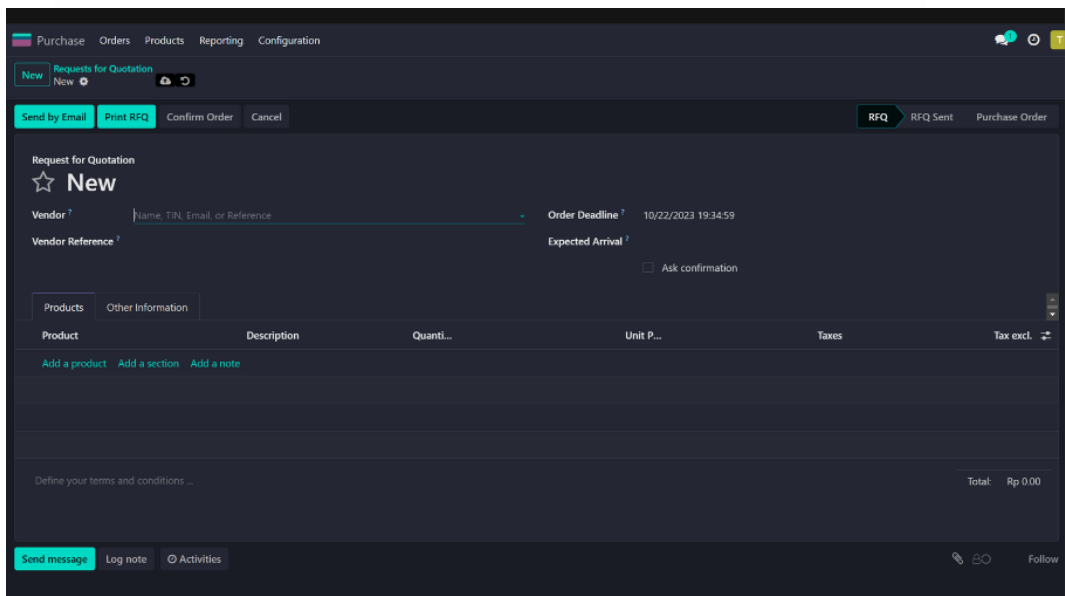 Purchase Orders Products Reporting Configuration
1
T
New
Requests for Quotation
New
Send by Email Print RFQ Confirm Order Cancel
RFQ RFQ Sent Purchase Order
Request for Quotation
New
Vendor ? Name, TIN, Email, or Reference
Order Deadline ? 10/22/2023 19:34:59
Vendor Reference ?
Expected Arrival ?
Ask confirmation
Products Other Information
Product Description Quanti... Unit P... Taxes Tax excl.
Add a product Add a section Add a note
Define your terms and conditions ...
Total: Rp 0.00
Send message Log note Activities
0
Follow